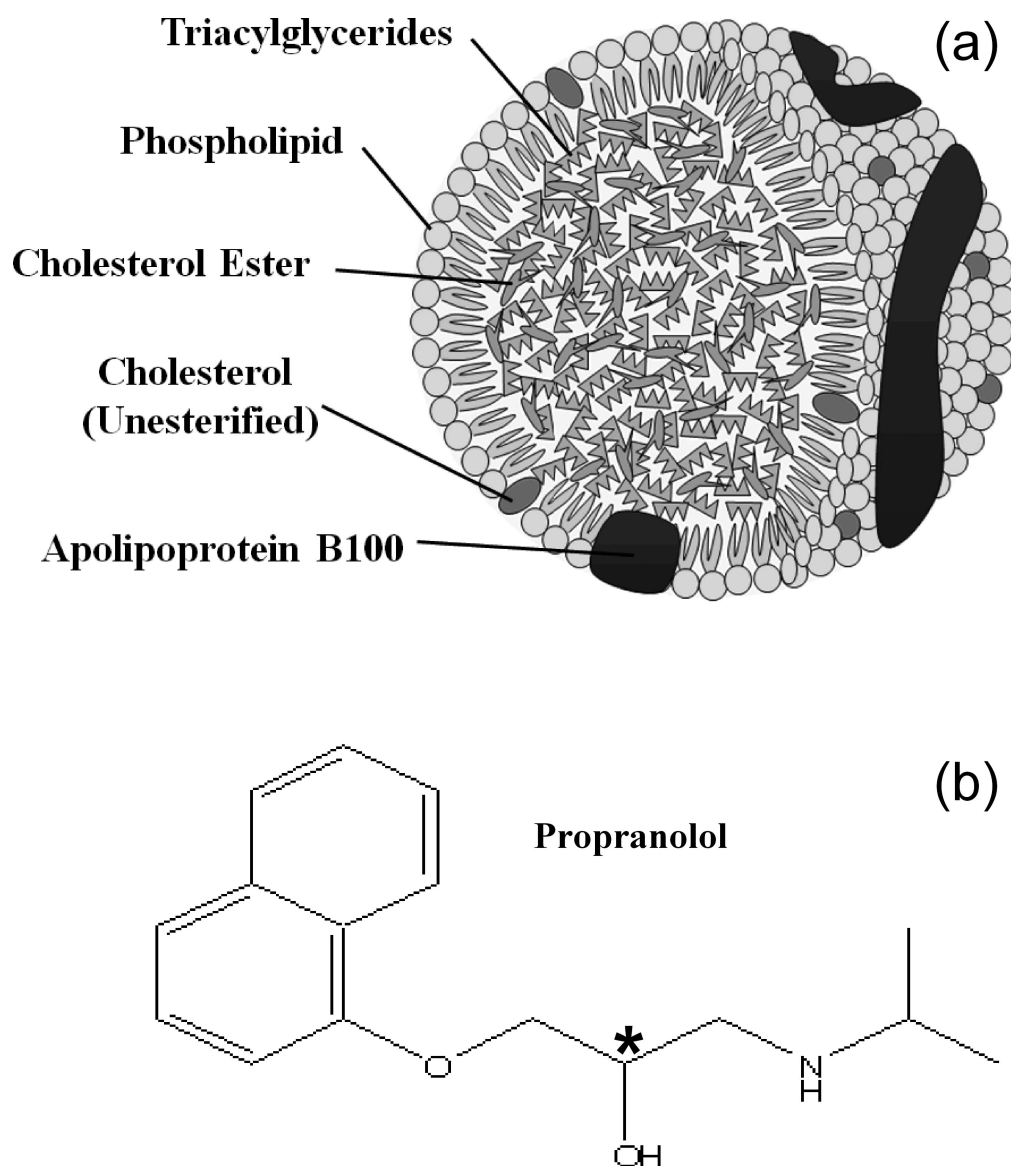 (a)
Triacylglycerides
Phospholipid
Cholesterol Ester
Cholesterol
(Unesterified)
Apolipoprotein B100
(b)
Propranolol
*
O
N
H
OH